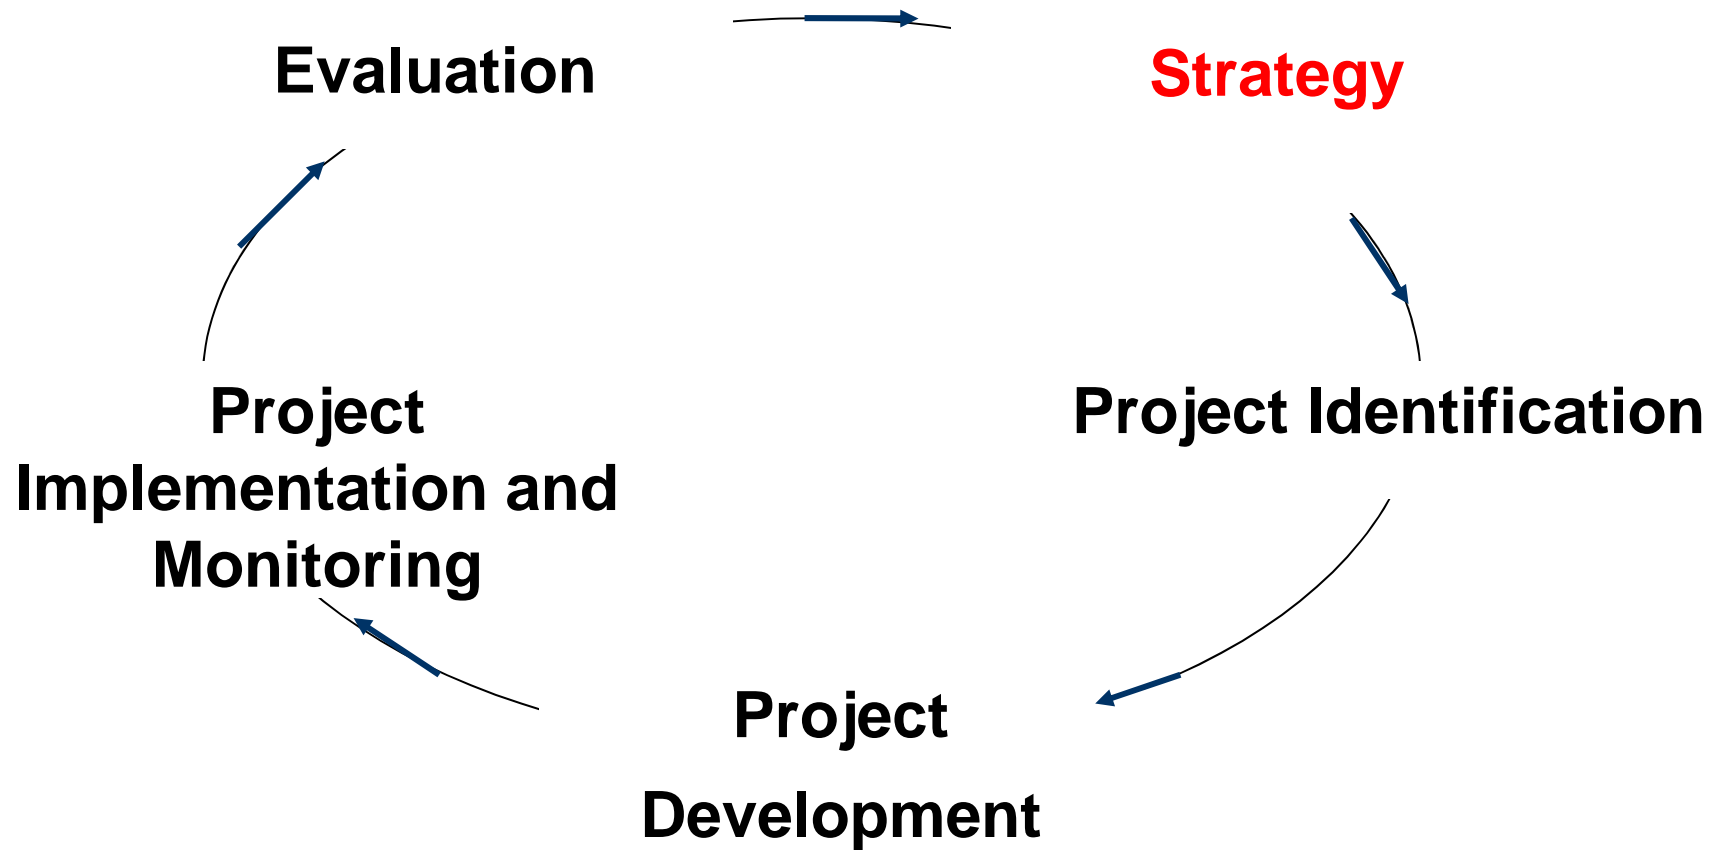 Evaluation
Strategy
Project
Implementation and
Monitoring
Project Identification
Project
Development